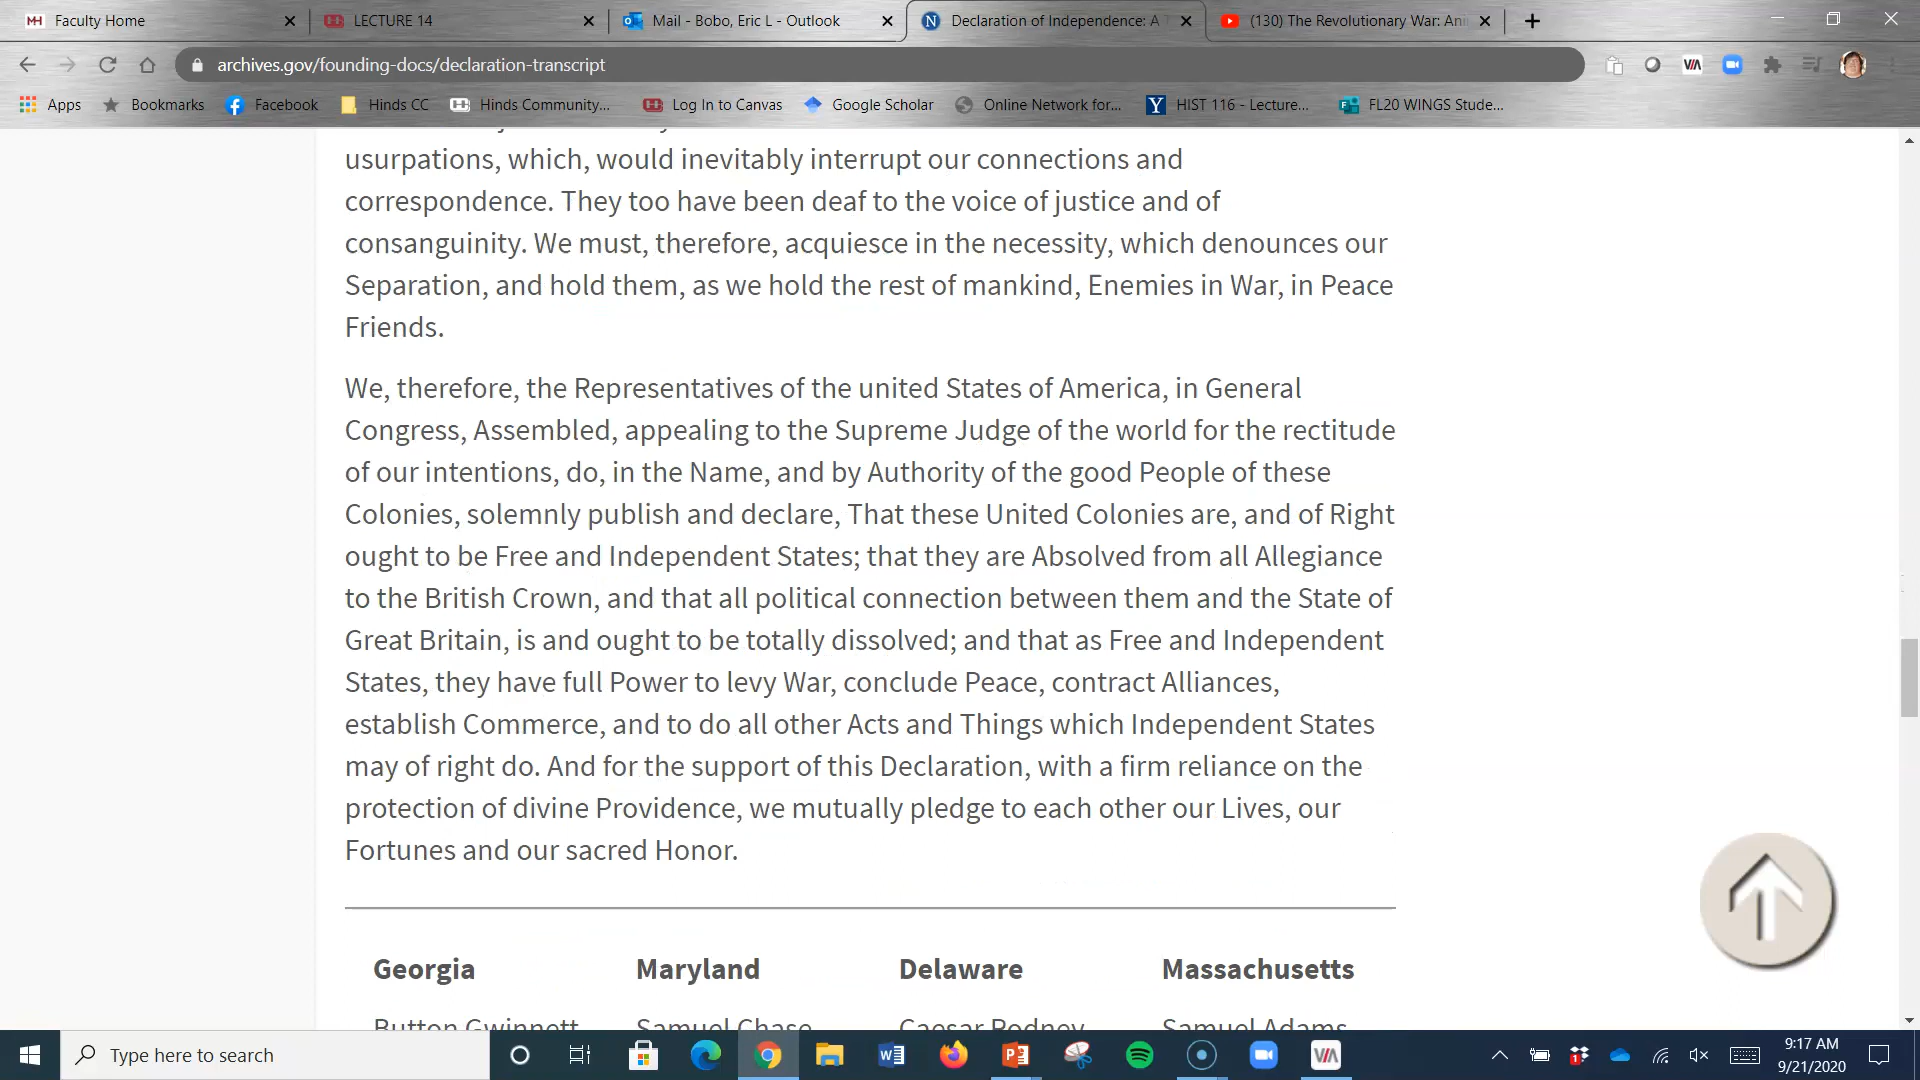 Faculty Home
LECTURE 14
Mail - Bobo, Eric L - Outlook
Declaration of Independence: A T
(130) The Revolutionary War: Ani
archives.gov/founding-docs/declaration-transcript
Apps
Bookmarks
Facebook
Hinds CC
Hinds Community...
Log In to Canvas
Google Scholar
Online Network for...
HIST 116 - Lecture...
FL20 WINGS Stude...
usurpations, which, would inevitably interrupt our connections and
correspondence. They too have been deaf to the voice of justice and of
consanguinity. We must, therefore, acquiesce in the necessity, which denounces our
Separation, and hold them, as we hold the rest of mankind, Enemies in War, in Peace
Friends.
We, therefore, the Representatives of the united States of America, in General
Congress, Assembled, appealing to the Supreme Judge of the world for the rectitude
of our intentions, do, in the Name, and by Authority of the good People of these
Colonies, solemnly publish and declare, That these United Colonies are, and of Right
ought to be Free and Independent States; that they are Absolved from all Allegiance
to the British Crown, and that all political connection between them and the State of
Great Britain, is and ought to be totally dissolved; and that as Free and Independent
States, they have full Power to levy War, conclude Peace, contract Alliances,
establish Commerce, and to do all other Acts and Things which Independent States
may of right do. And for the support of this Declaration, with a firm reliance on the
protection of divine Providence, we mutually pledge to each other our Lives, our
Fortunes and our sacred Honor.
Georgia
Maryland
Delaware
Massachusetts
Button Gwinnett
Samuel Chase
Caesar Rodney
Samuel Adams
Type here to search
9:17 AM
9/21/2020